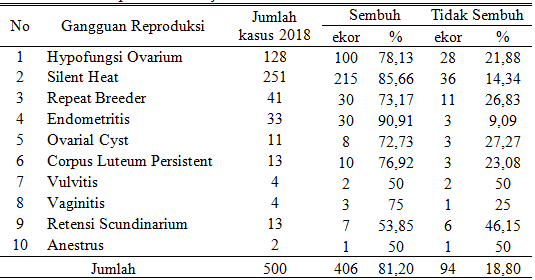 No Gangguan Reproduksi Jumlah kasus 2018 Sembuh Tidak Sembuh
ekor % ekor %
1 Hypofungsi Ovarium 128 100 78,13 28 21,88
2 Silent Heat 251 215 85,66 36 14,34
3 Repeat Breeder 41 30 73,17 11 26,83
4 Endometritis 33 30 90,91 3 9,09
5 Ovarial Cyst 11 8 72,73 3 27,27
6 Corpus Luteum Persistent 13 10 76,92 3 23,08
7 Vulvitis 4 2 50 2 50
8 Vaginitis 4 3 75 1 25
9 Retensi Scundinarium 13 7 53,85 6 46,15
10 Anestrus 2 1 50 1 50
Jumlah 500 406 81,20 94 18,80